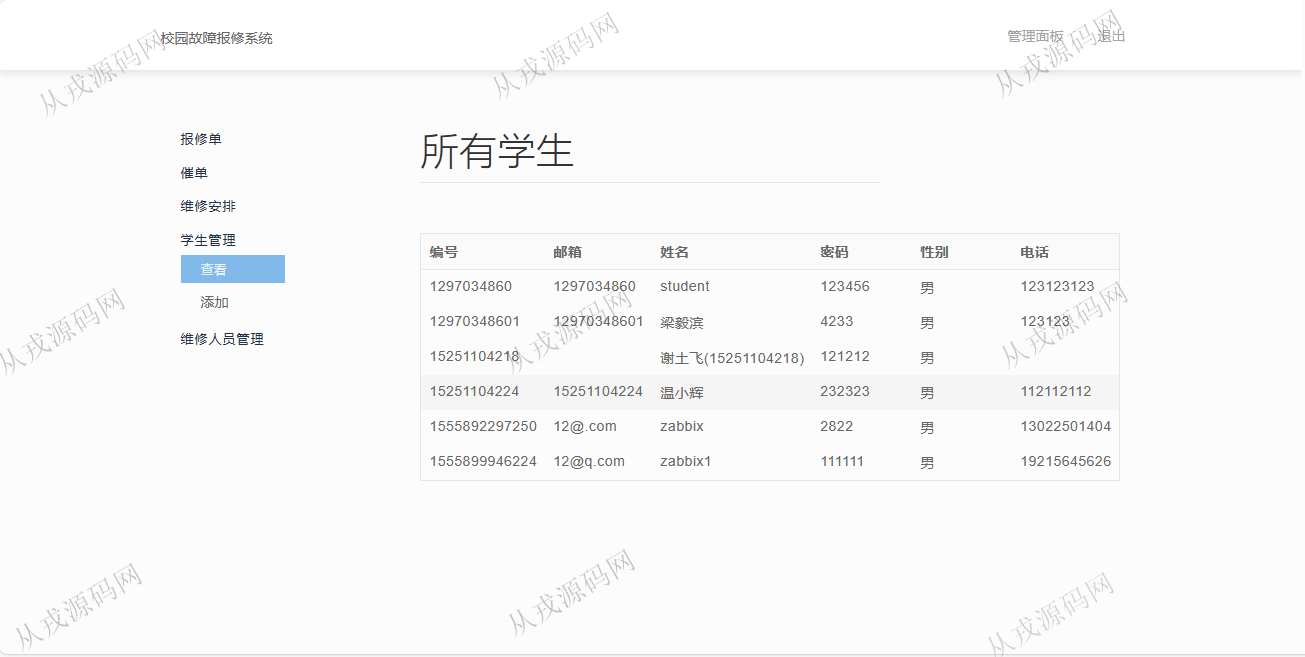 校园故障报修系统
管理面板 退出
报修单
催单
维修安排
学生管理
查看
添加
维修人员管理
所有学生
编号 邮箱 姓名 密码 性别 电话
1297034860 1297034860 student 123456 男 123123123
12970348601 12970348601 梁毅滨 4233 男 123123
15251104218 谢土飞(15251104218) 121212 男
15251104224 15251104224 温小辉 232323 男 112112112
1555892297250 12@.com zabbix 2822 男 13022501404
1555899946224 12@q.com zabbix1 111111 男 19215645626
从戎源码网
从戎源码网
从戎源码网
从戎源码网
从戎源码网
从戎源码网
从戎源码网
从戎源码网
从戎源码网